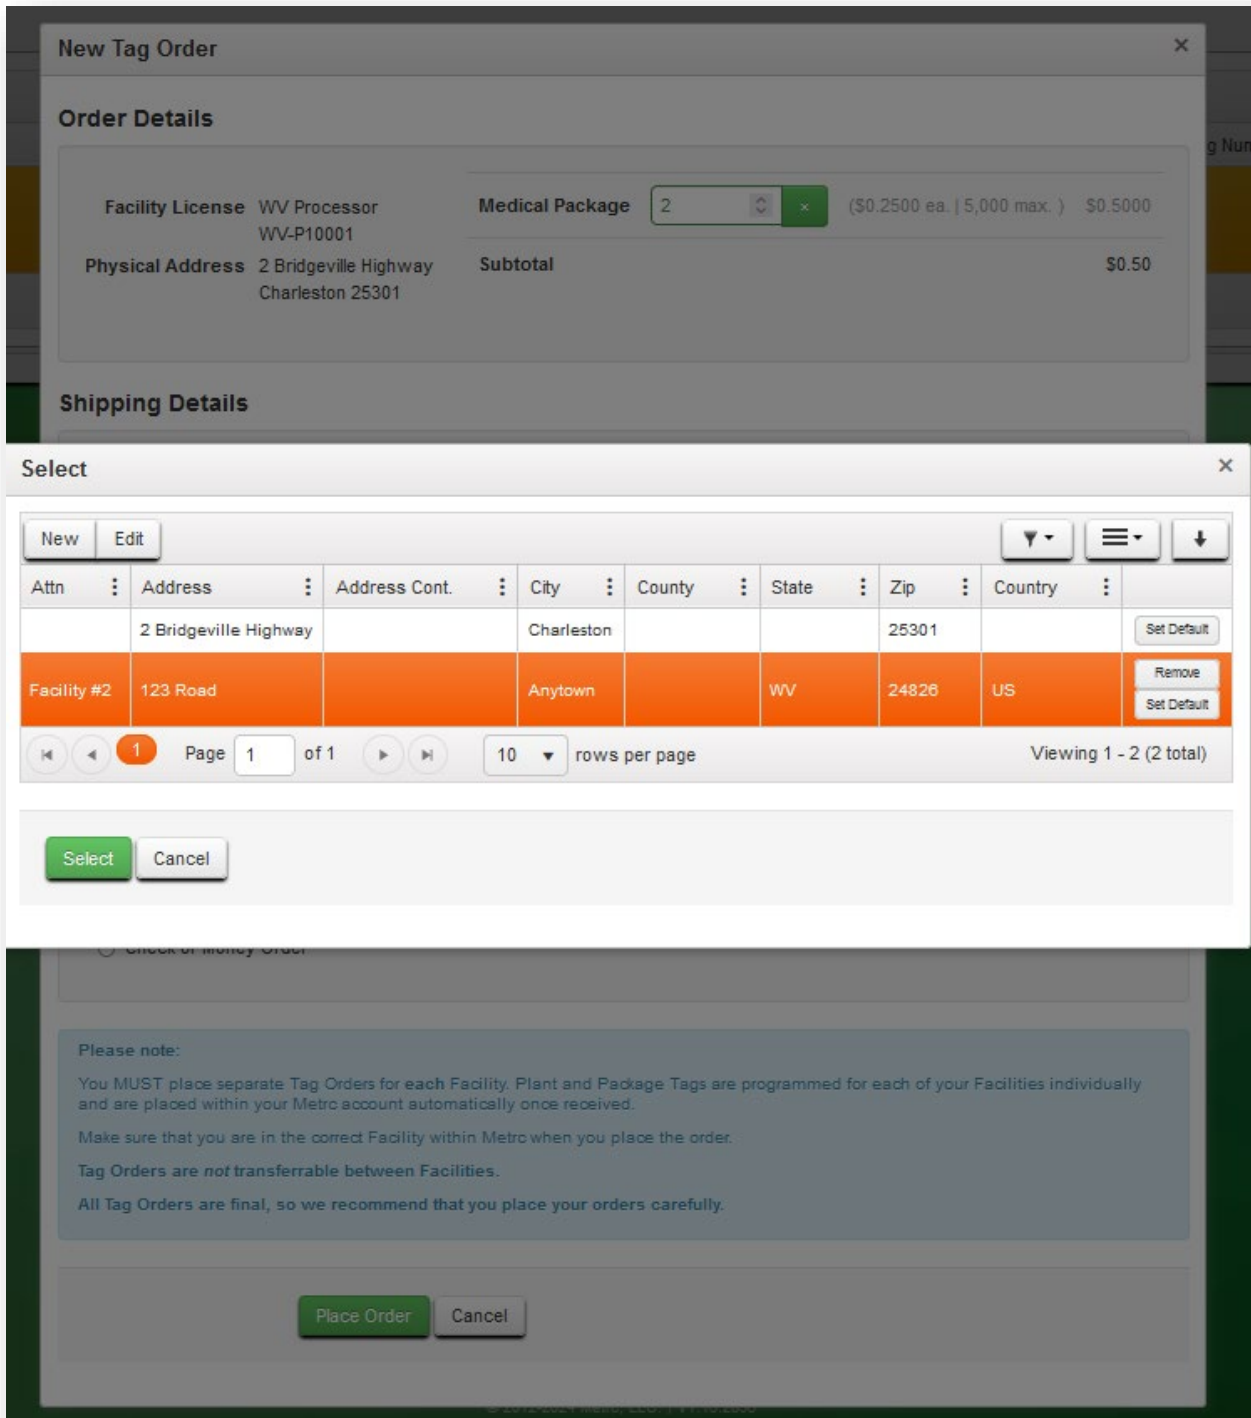 New Tag Order ×
Order Details
g Num
Facility License WV Processor
WV-P10001
Medical Package 2 × ($0.2500 ea. | 5,000 max. ) $0.5000
Physical Address 2 Bridgeville Highway
Charleston 25301
Subtotal $0.50
Shipping Details
Select ×
New Edit
Attn Address Address Cont. City County State Zip Country
2 Bridgeville Highway Charleston 25301 Set Default
Facility #2 123 Road Anytown WV 24826 US Remove
Set Default
1 Page 1 of 1 10 rows per page Viewing 1 - 2 (2 total)
Select Cancel
Check or Money Order
Please note:
You MUST place separate Tag Orders for each Facility. Plant and Package Tags are programmed for each of your Facilities individually
and are placed within your Metrc account automatically once received.
Make sure that you are in the correct Facility within Metrc when you place the order.
Tag Orders are not transferrable between Facilities.
All Tag Orders are final, so we recommend that you place your orders carefully.
Place Order Cancel